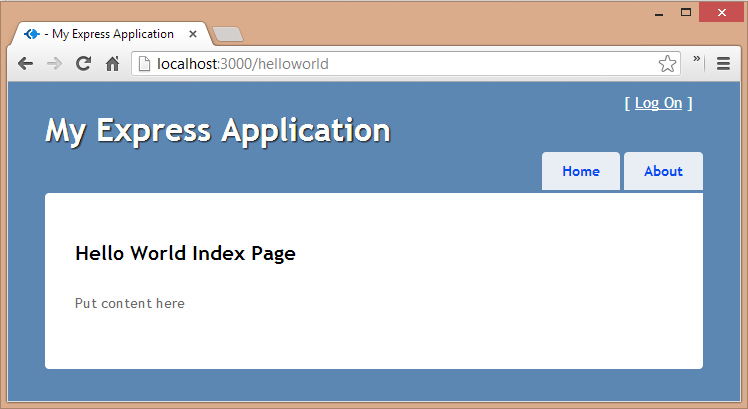 - My Express Application
localhost:3000/helloworld
[ Log On ]
My Express Application
Home About
Hello World Index Page
Put content here